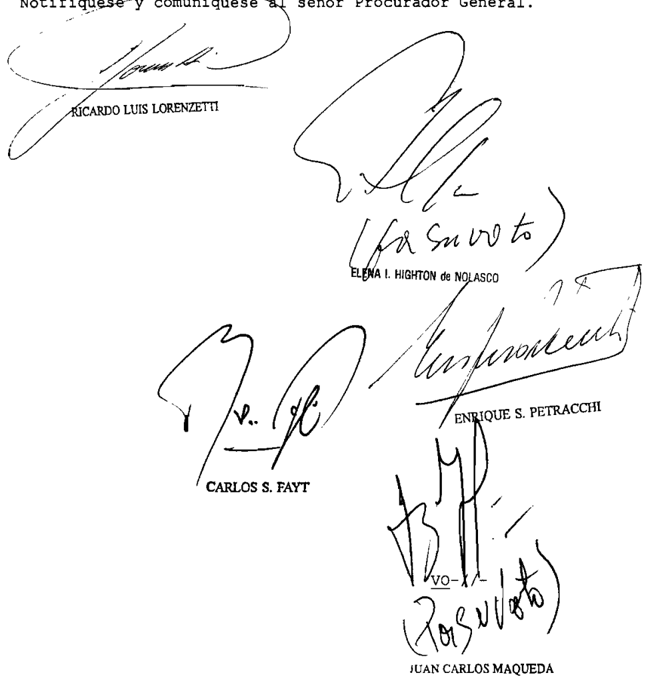 Notifíquese y comuníquese al señor Procurador General.
RICARDO LUIS LORENZETTI
(por su voto)
ELENA I. HIGHTON de NOLASCO
ENRIQUE S. PETRACCHI
CARLOS S. FAYT
VO-//-
(Por su Voto)
JUAN CARLOS MAQUEDA